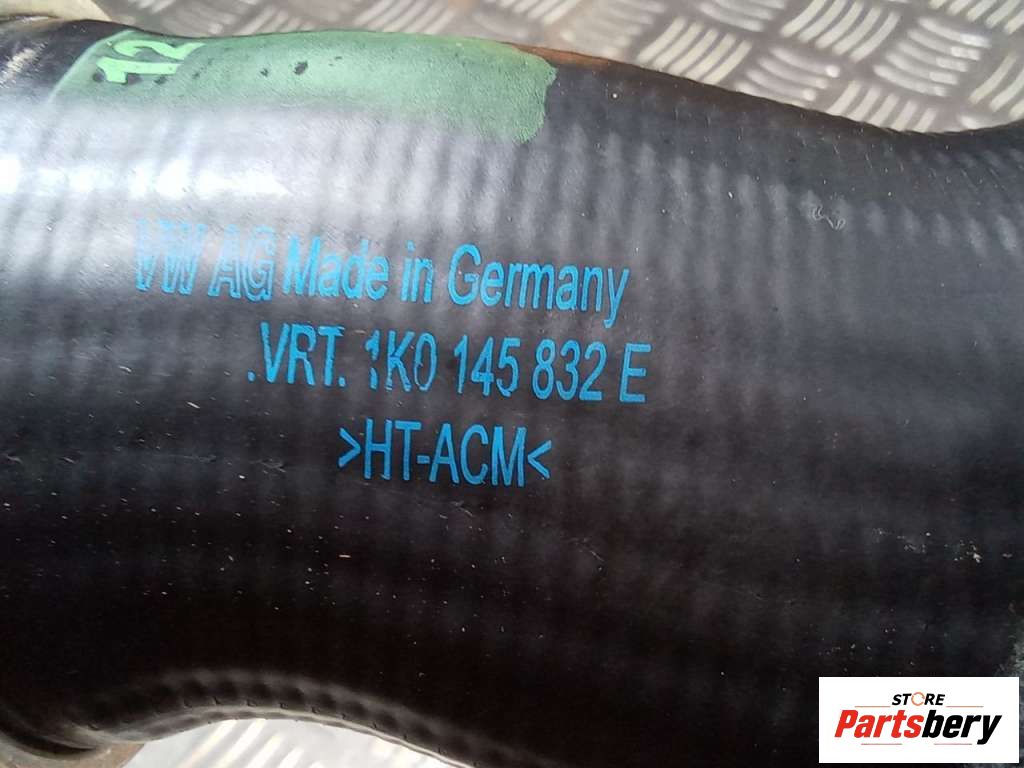 12
VW AG Made in Germany
.VRT. 1K0 145 832 E
>HT-ACM<
STORE
Partsbery